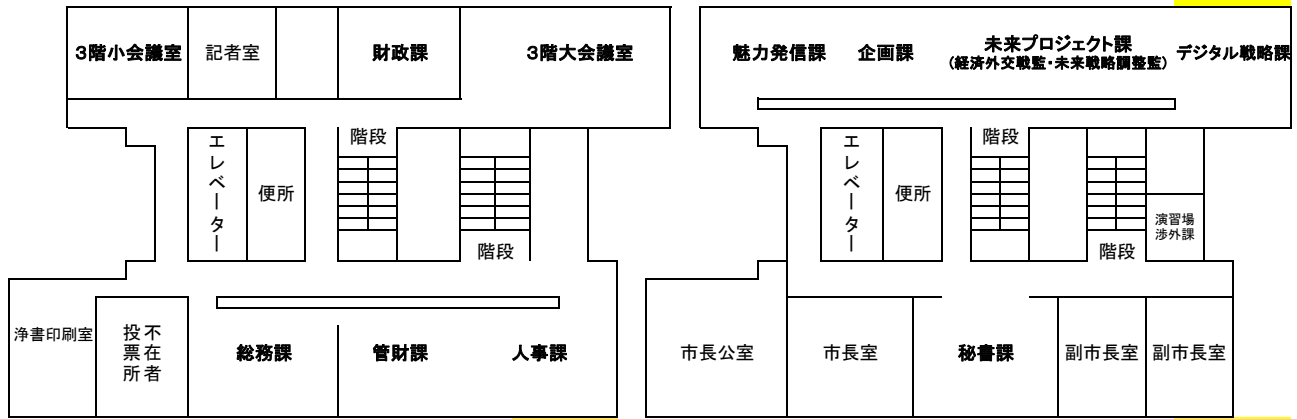 3階小会議室
記者室
財政課
3階大会議室
エレベーター
便所
階段
階段
浄書印刷室
不在者
投票所
総務課
管財課
人事課
魅力発信課
企画課
未来プロジェクト課
(経済外交戦監・未来戦略調整監)
デジタル戦略課
エレベーター
便所
階段
階段
演習場
渉外課
市長公室
市長室
秘書課
副市長室
副市長室